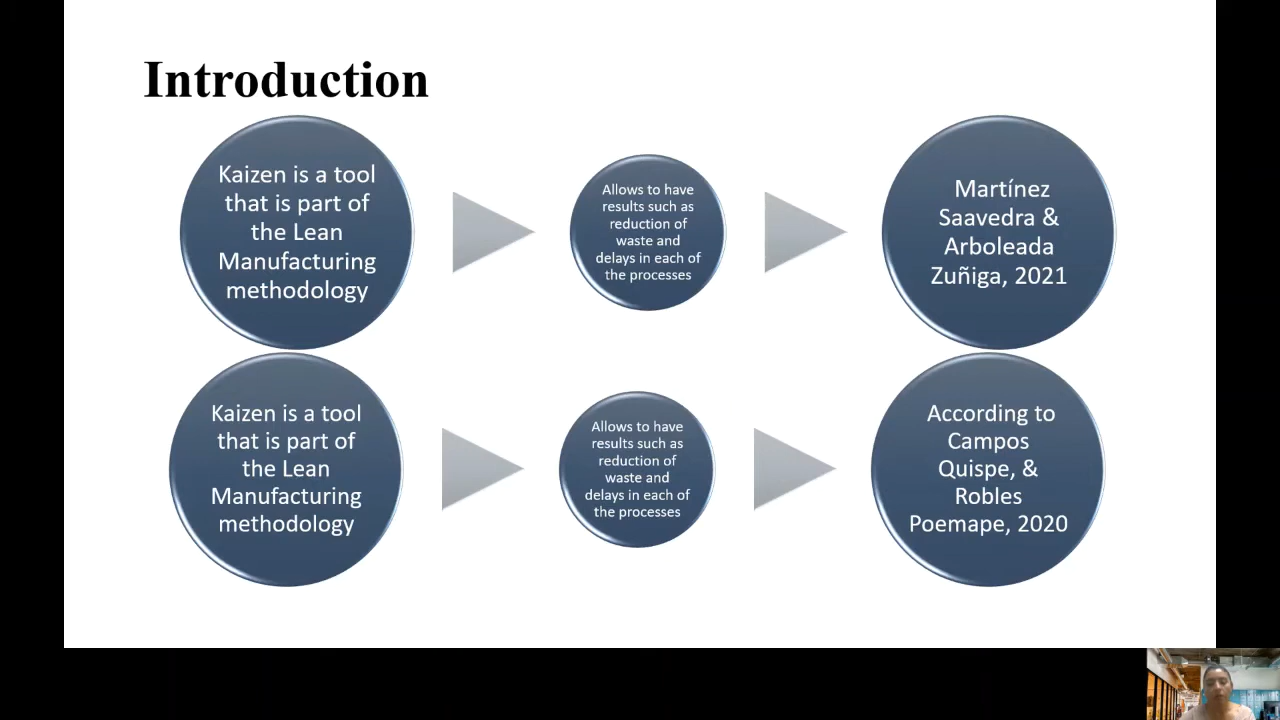 Introduction
Kaizen is a tool
that is part of
the Lean
Manufacturing
methodology
Allows to have
results such as
reduction of
waste and
delays in each of
the processes
Martínez
Saavedra &
Arboleada
Zuñiga, 2021
Kaizen is a tool
that is part of
the Lean
Manufacturing
methodology
Allows to have
results such as
reduction of
waste and
delays in each of
the processes
According to
Campos
Quispe, &
Robles
Poemape, 2020